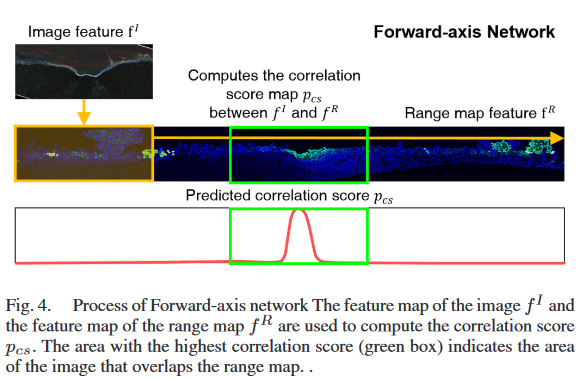 Image feature f^I
Forward-axis Network
Computes the correlation
score map p_cs
between f^I and f^R
Range map feature f^R
Predicted correlation score p_cs
Fig. 4. Process of Forward-axis network The feature map of the image f^I and
the feature map of the range map f^R are used to compute the correlation score
p_cs. The area with the highest correlation score (green box) indicates the area
of the image that overlaps the range map. .